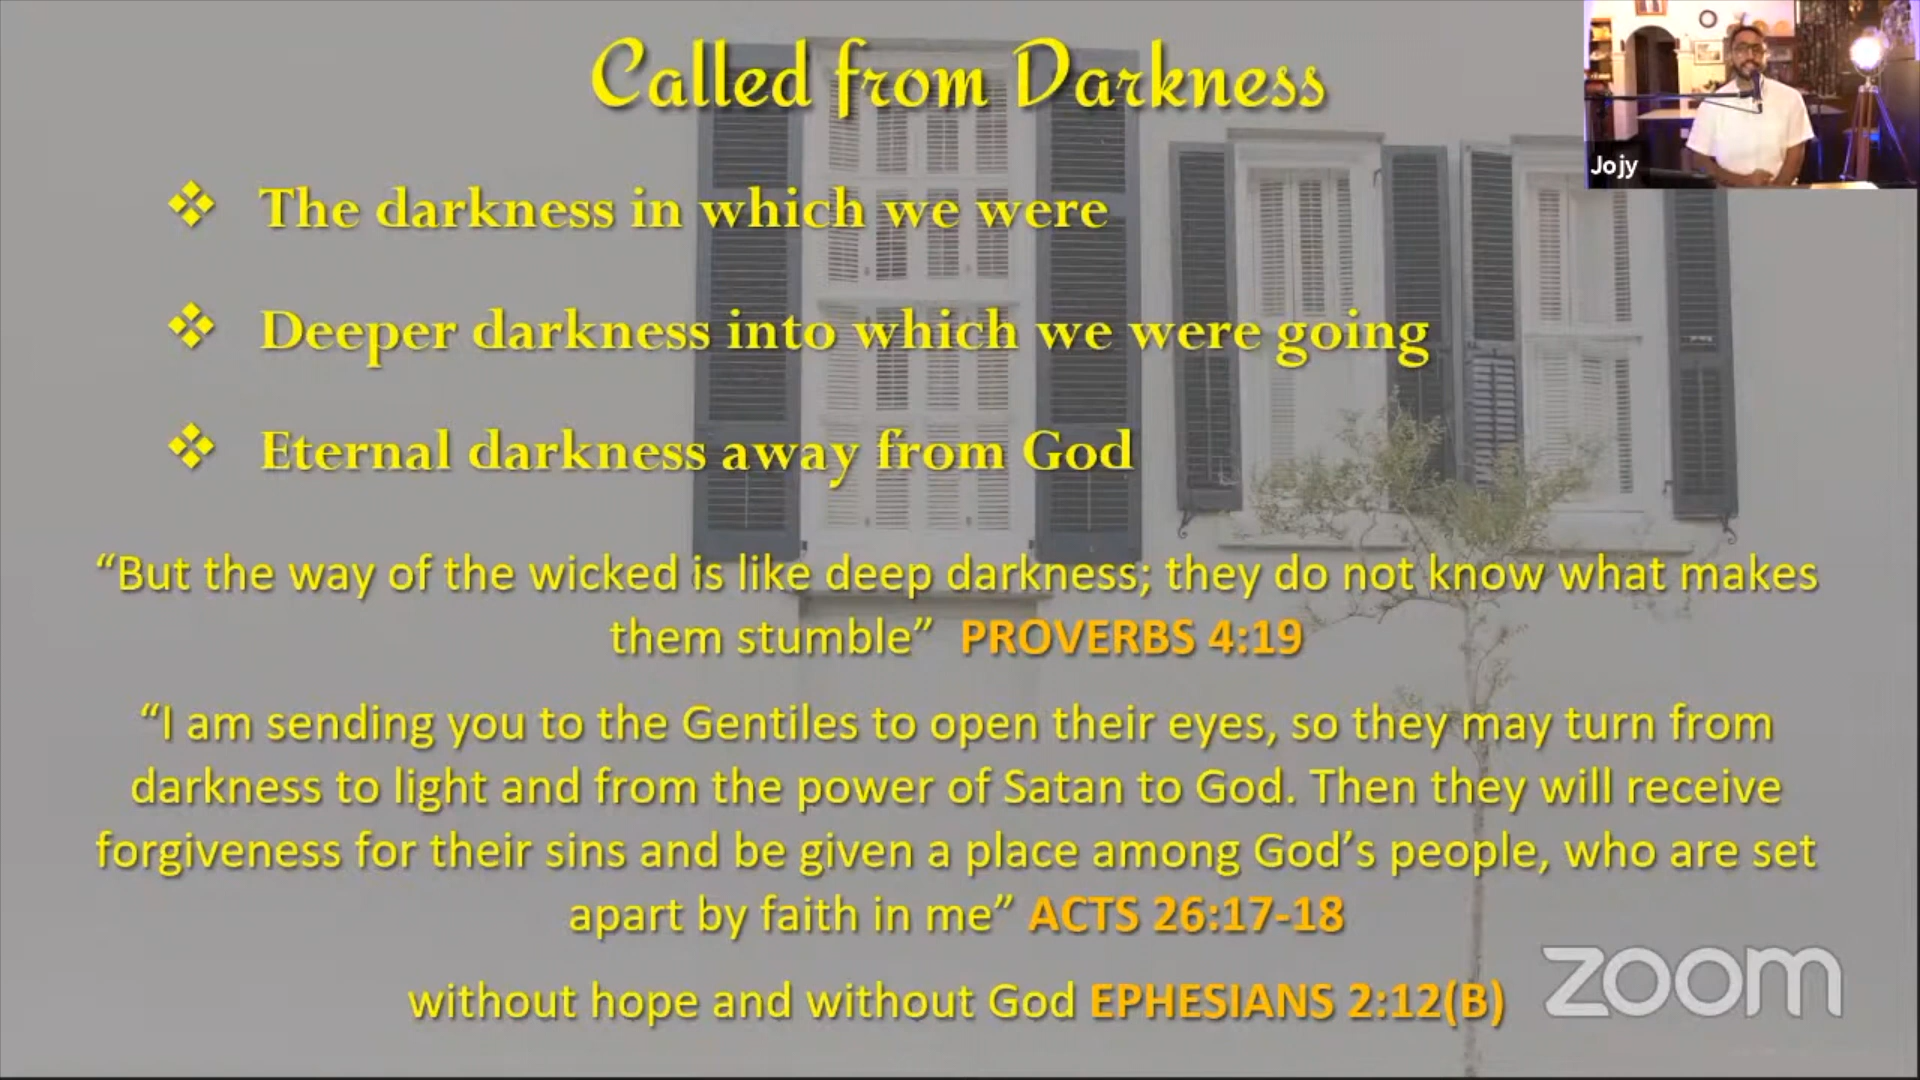 Called from Darkness
Jojy
❖ The darkness in which we were
❖ Deeper darkness into which we were going
❖ Eternal darkness away from God
“But the way of the wicked is like deep darkness; they do not know what makes
them stumble” PROVERBS 4:19
“I am sending you to the Gentiles to open their eyes, so they may turn from
darkness to light and from the power of Satan to God. Then they will receive
forgiveness for their sins and be given a place among God’s people, who are set
apart by faith in me” ACTS 26:17-18
without hope and without God EPHESIANS 2:12(B)
zoom